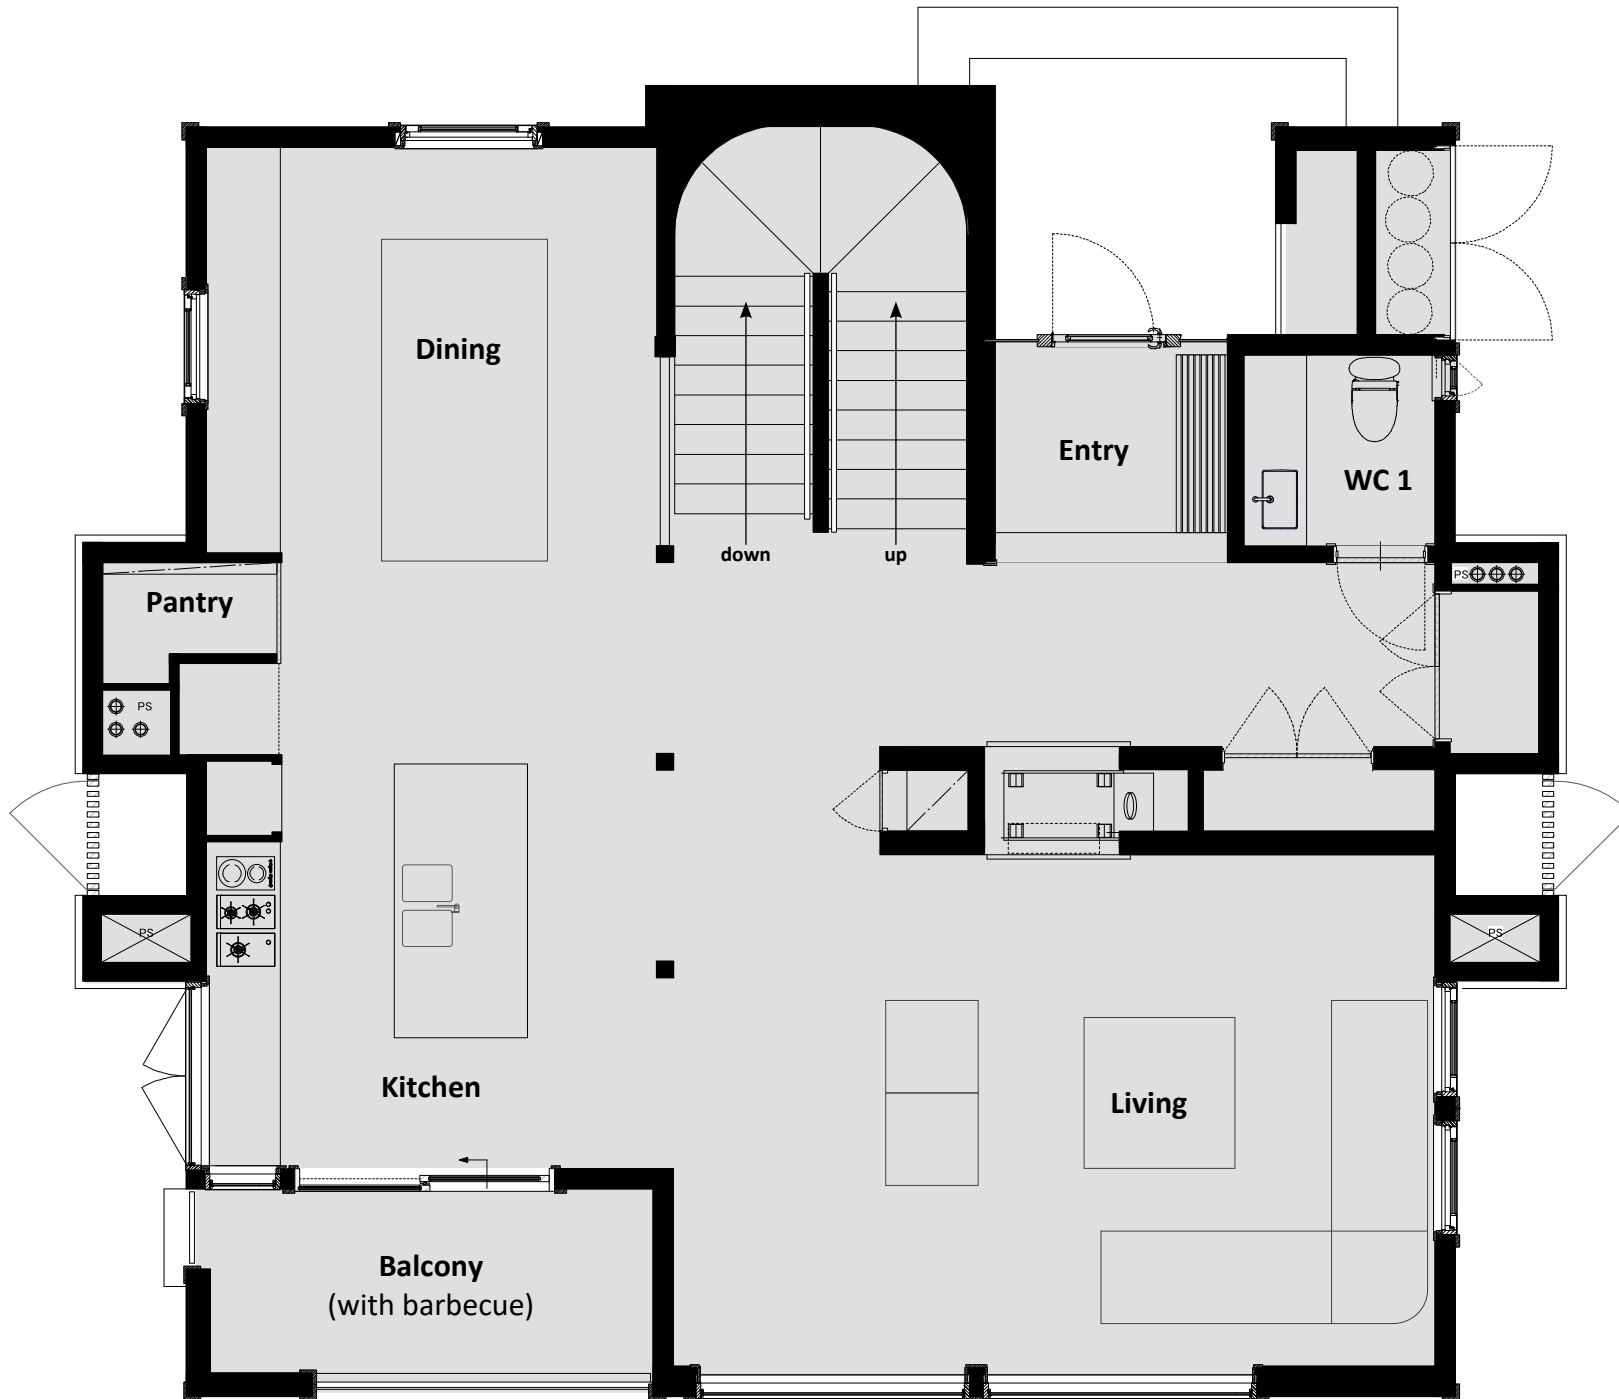 Dining
Entry
WC 1
down
up
Pantry
PS
PS
PS
PS
Kitchen
Living
Balcony
(with barbecue)